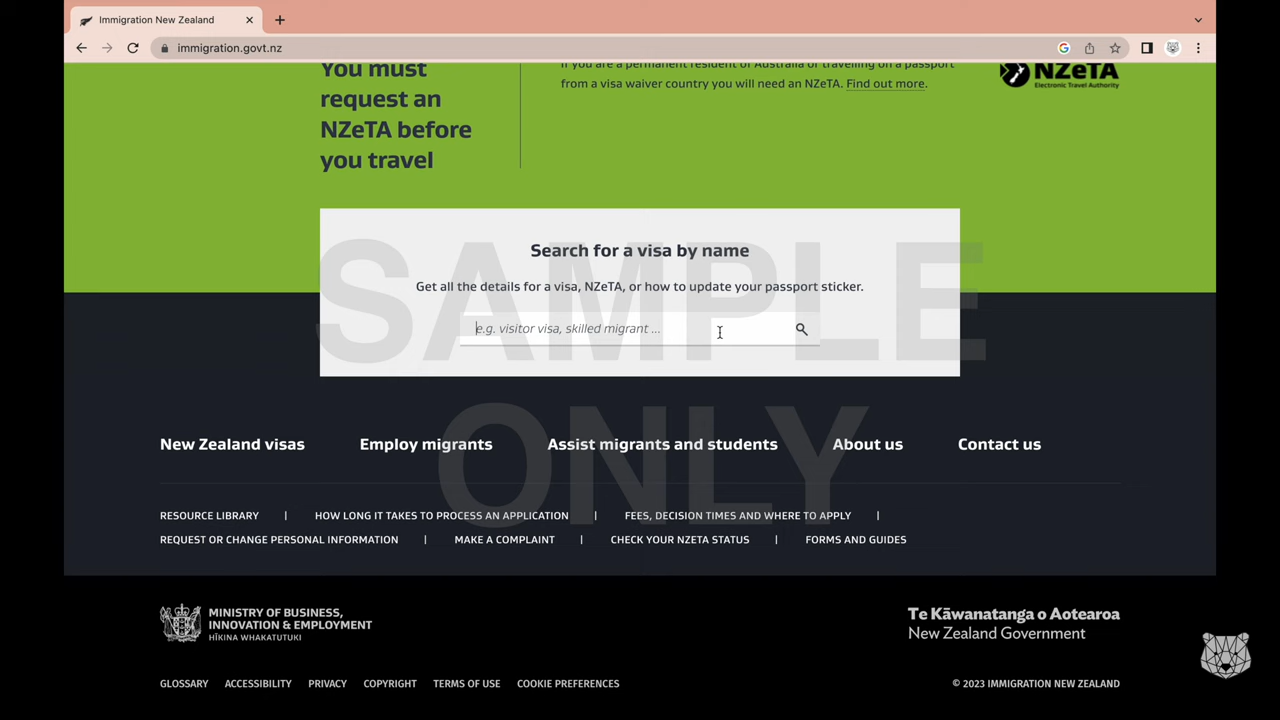 Immigration New Zealand
immigration.govt.nz
You must
request an
NZeTA before
you travel
If you are a permanent resident of Australia or travelling on a passport
from a visa waiver country you will need an NZeTA. Find out more.
NZeTA
Electronic Travel Authority
Search for a visa by name
Get all the details for a visa, NZeTA, or how to update your passport sticker.
e.g. visitor visa, skilled migrant ...
SAMPLE
ONLY
New Zealand visas Employ migrants Assist migrants and students About us Contact us
RESOURCE LIBRARY | HOW LONG IT TAKES TO PROCESS AN APPLICATION | FEES, DECISION TIMES AND WHERE TO APPLY |
REQUEST OR CHANGE PERSONAL INFORMATION | MAKE A COMPLAINT | CHECK YOUR NZETA STATUS | FORMS AND GUIDES
MINISTRY OF BUSINESS,
INNOVATION & EMPLOYMENT
HĪKINA WHAKATUTUKI
Te Kāwanatanga o Aotearoa
New Zealand Government
GLOSSARY ACCESSIBILITY PRIVACY COPYRIGHT TERMS OF USE COOKIE PREFERENCES
© 2023 IMMIGRATION NEW ZEALAND